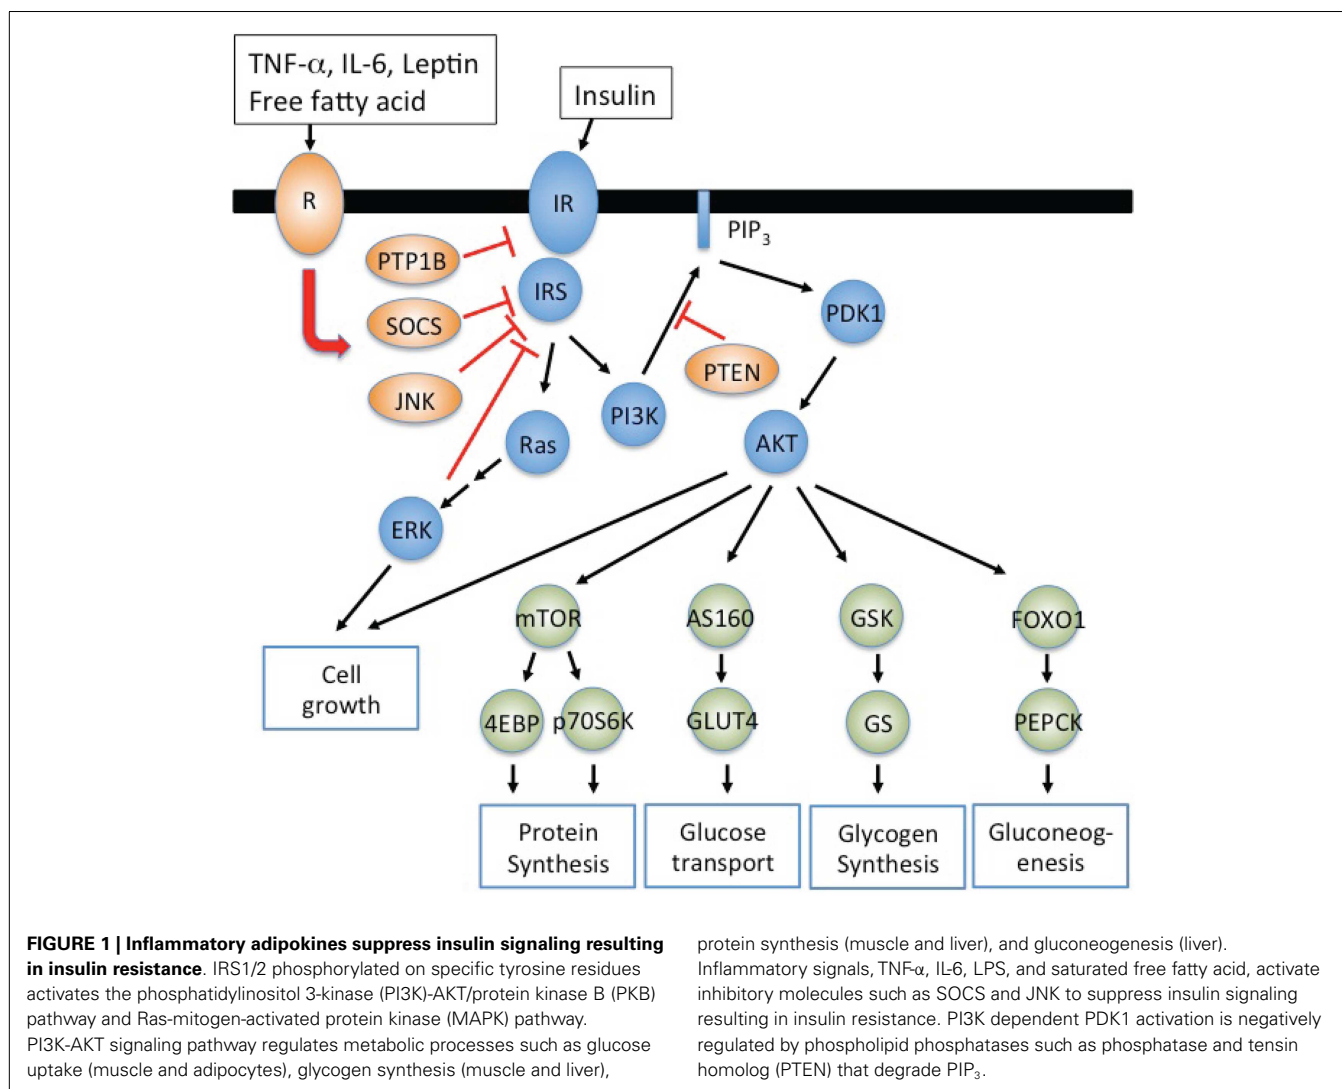 TNF-α, IL-6, Leptin
Free fatty acid
Insulin
R
IR
PIP3
PTP1B
IRS
SOCS
PDK1
JNK
PTEN
PI3K
Ras
AKT
ERK
mTOR
AS160
GSK
FOXO1
Cell
growth
4EBP
p70S6K
GLUT4
GS
PEPCK
Protein
Synthesis
Glucose
transport
Glycogen
Synthesis
Gluconeog-
enesis
FIGURE 1 | Inflammatory adipokines suppress insulin signaling resulting
in insulin resistance. IRS1/2 phosphorylated on specific tyrosine residues
activates the phosphatidylinositol 3-kinase (PI3K)-AKT/protein kinase B (PKB)
pathway and Ras-mitogen-activated protein kinase (MAPK) pathway.
PI3K-AKT signaling pathway regulates metabolic processes such as glucose
uptake (muscle and adipocytes), glycogen synthesis (muscle and liver),
protein synthesis (muscle and liver), and gluconeogenesis (liver).
Inflammatory signals, TNF-α, IL-6, LPS, and saturated free fatty acid, activate
inhibitory molecules such as SOCS and JNK to suppress insulin signaling
resulting in insulin resistance. PI3K dependent PDK1 activation is negatively
regulated by phospholipid phosphatases such as phosphatase and tensin
homolog (PTEN) that degrade PIP3.